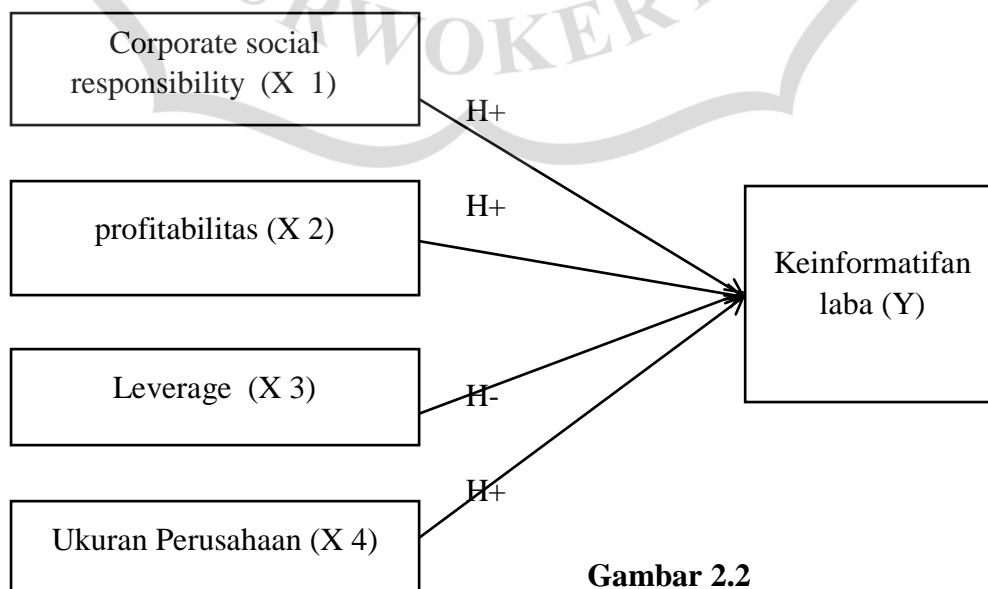 Corporate social
responsibility (X 1)
H+
profitabilitas (X 2)
H+
Keinformatifan
laba (Y)
Leverage (X 3)
H-
Ukuran Perusahaan (X 4)
H+
Gambar 2.2